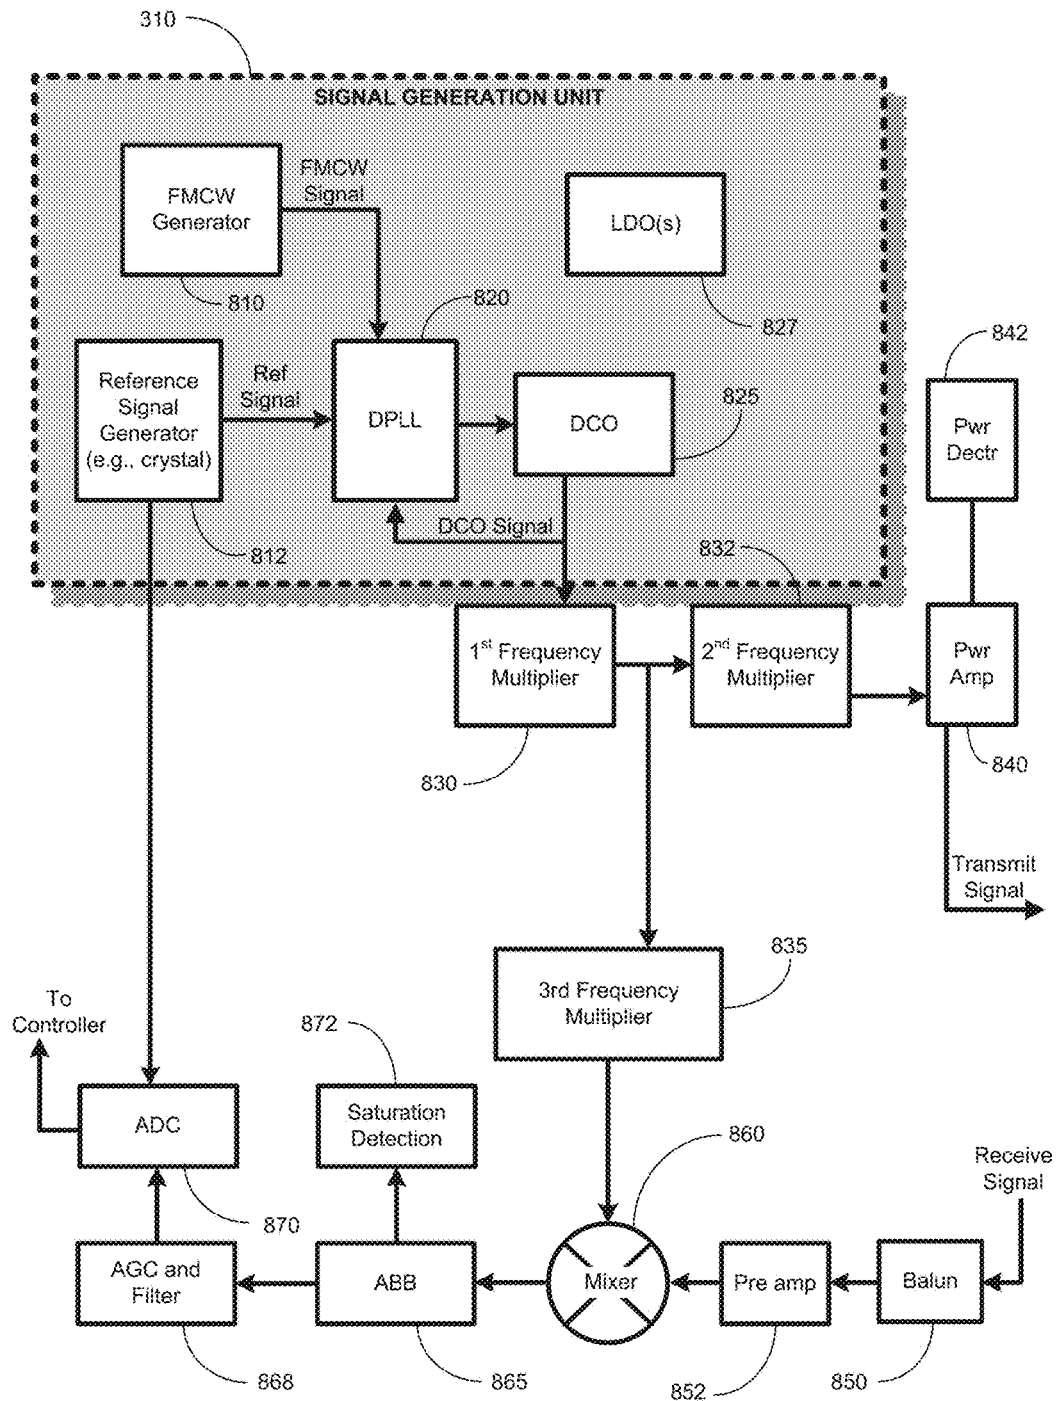 310
SIGNAL GENERATION UNIT
FMCW
Generator
FMCW
Signal
LDO(s)
810
820
827
842
Reference
Signal
Generator
(e.g., crystal)
Ref
Signal
DPLL
DCO
825
Pwr
Dectr
812
DCO Signal
832
1st Frequency
Multiplier
2nd Frequency
Multiplier
Pwr
Amp
830
840
Transmit
Signal
835
3rd Frequency
Multiplier
To
Controller
872
ADC
Saturation
Detection
860
Receive
Signal
870
AGC and
Filter
ABB
Mixer
Pre amp
Balun
868
865
852
850